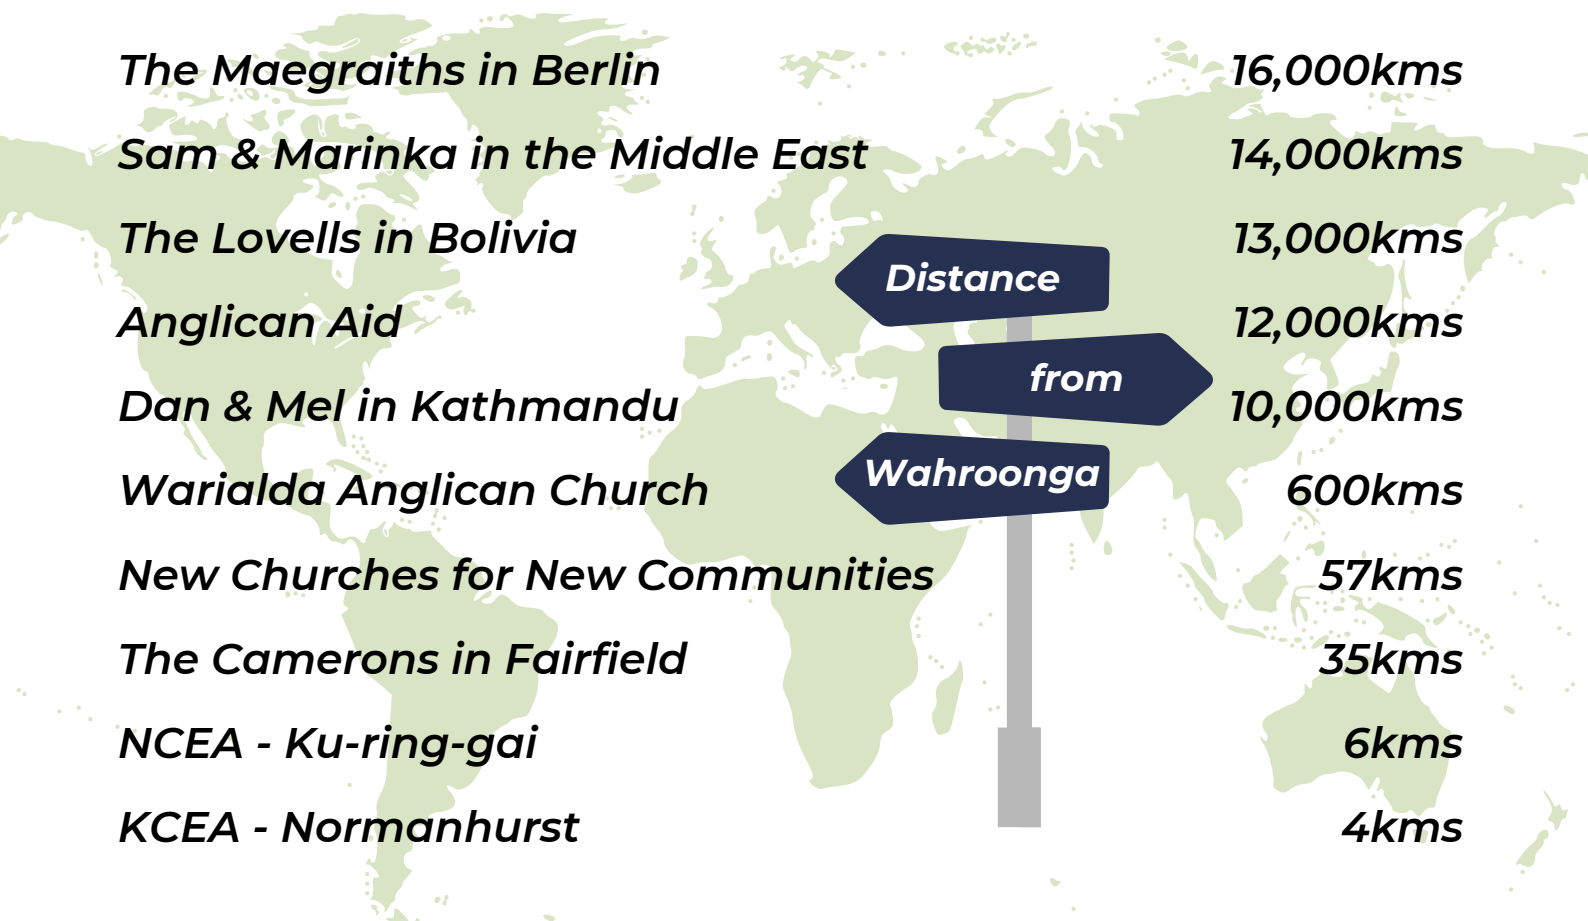 The Maegraiths in Berlin 16,000kms
Sam & Marinka in the Middle East 14,000kms
The Lovells in Bolivia 13,000kms
Distance
Anglican Aid 12,000kms
from
Dan & Mel in Kathmandu 10,000kms
Wahroonga
Warialda Anglican Church 600kms
New Churches for New Communities 57kms
The Camerons in Fairfield 35kms
NCEA - Ku-ring-gai 6kms
KCEA - Normanhurst 4kms